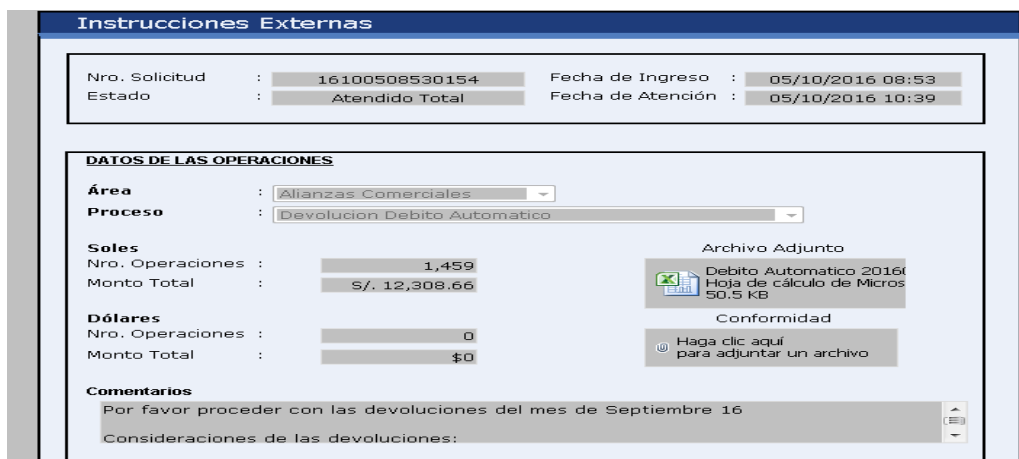 Instrucciones Externas
Nro. Solicitud : 16100508530154 Fecha de Ingreso : 05/10/2016 08:53
Estado : Atendido Total Fecha de Atención : 05/10/2016 10:39
DATOS DE LAS OPERACIONES
Área : Alianzas Comerciales
Proceso : Devolucion Debito Automatico
Soles Archivo Adjunto
Nro. Operaciones : 1,459 Debito Automatico 2016
Monto Total : S/. 12,308.66 Hoja de cálculo de Micros
50.5 KB
Dólares Conformidad
Nro. Operaciones : 0 Haga clic aquí
Monto Total : $0 para adjuntar un archivo
Comentarios
Por favor proceder con las devoluciones del mes de Septiembre 16
Consideraciones de las devoluciones: